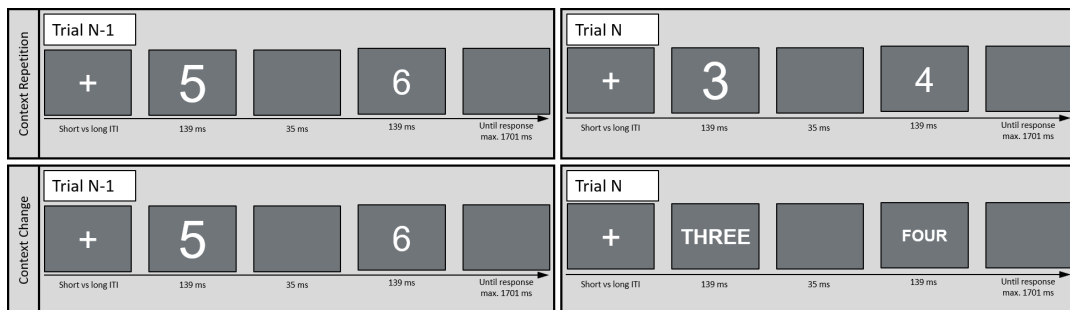 Context Repetition
Trial N-1
+
5
6
Short vs long ITI
139 ms
35 ms
139 ms
Until response
max. 1701 ms
Trial N
+
3
4
Short vs long ITI
139 ms
35 ms
139 ms
Until response
max. 1701 ms
Context Change
Trial N-1
+
5
6
Short vs long ITI
139 ms
35 ms
139 ms
Until response
max. 1701 ms
Trial N
+
THREE
FOUR
Short vs long ITI
139 ms
35 ms
139 ms
Until response
max. 1701 ms